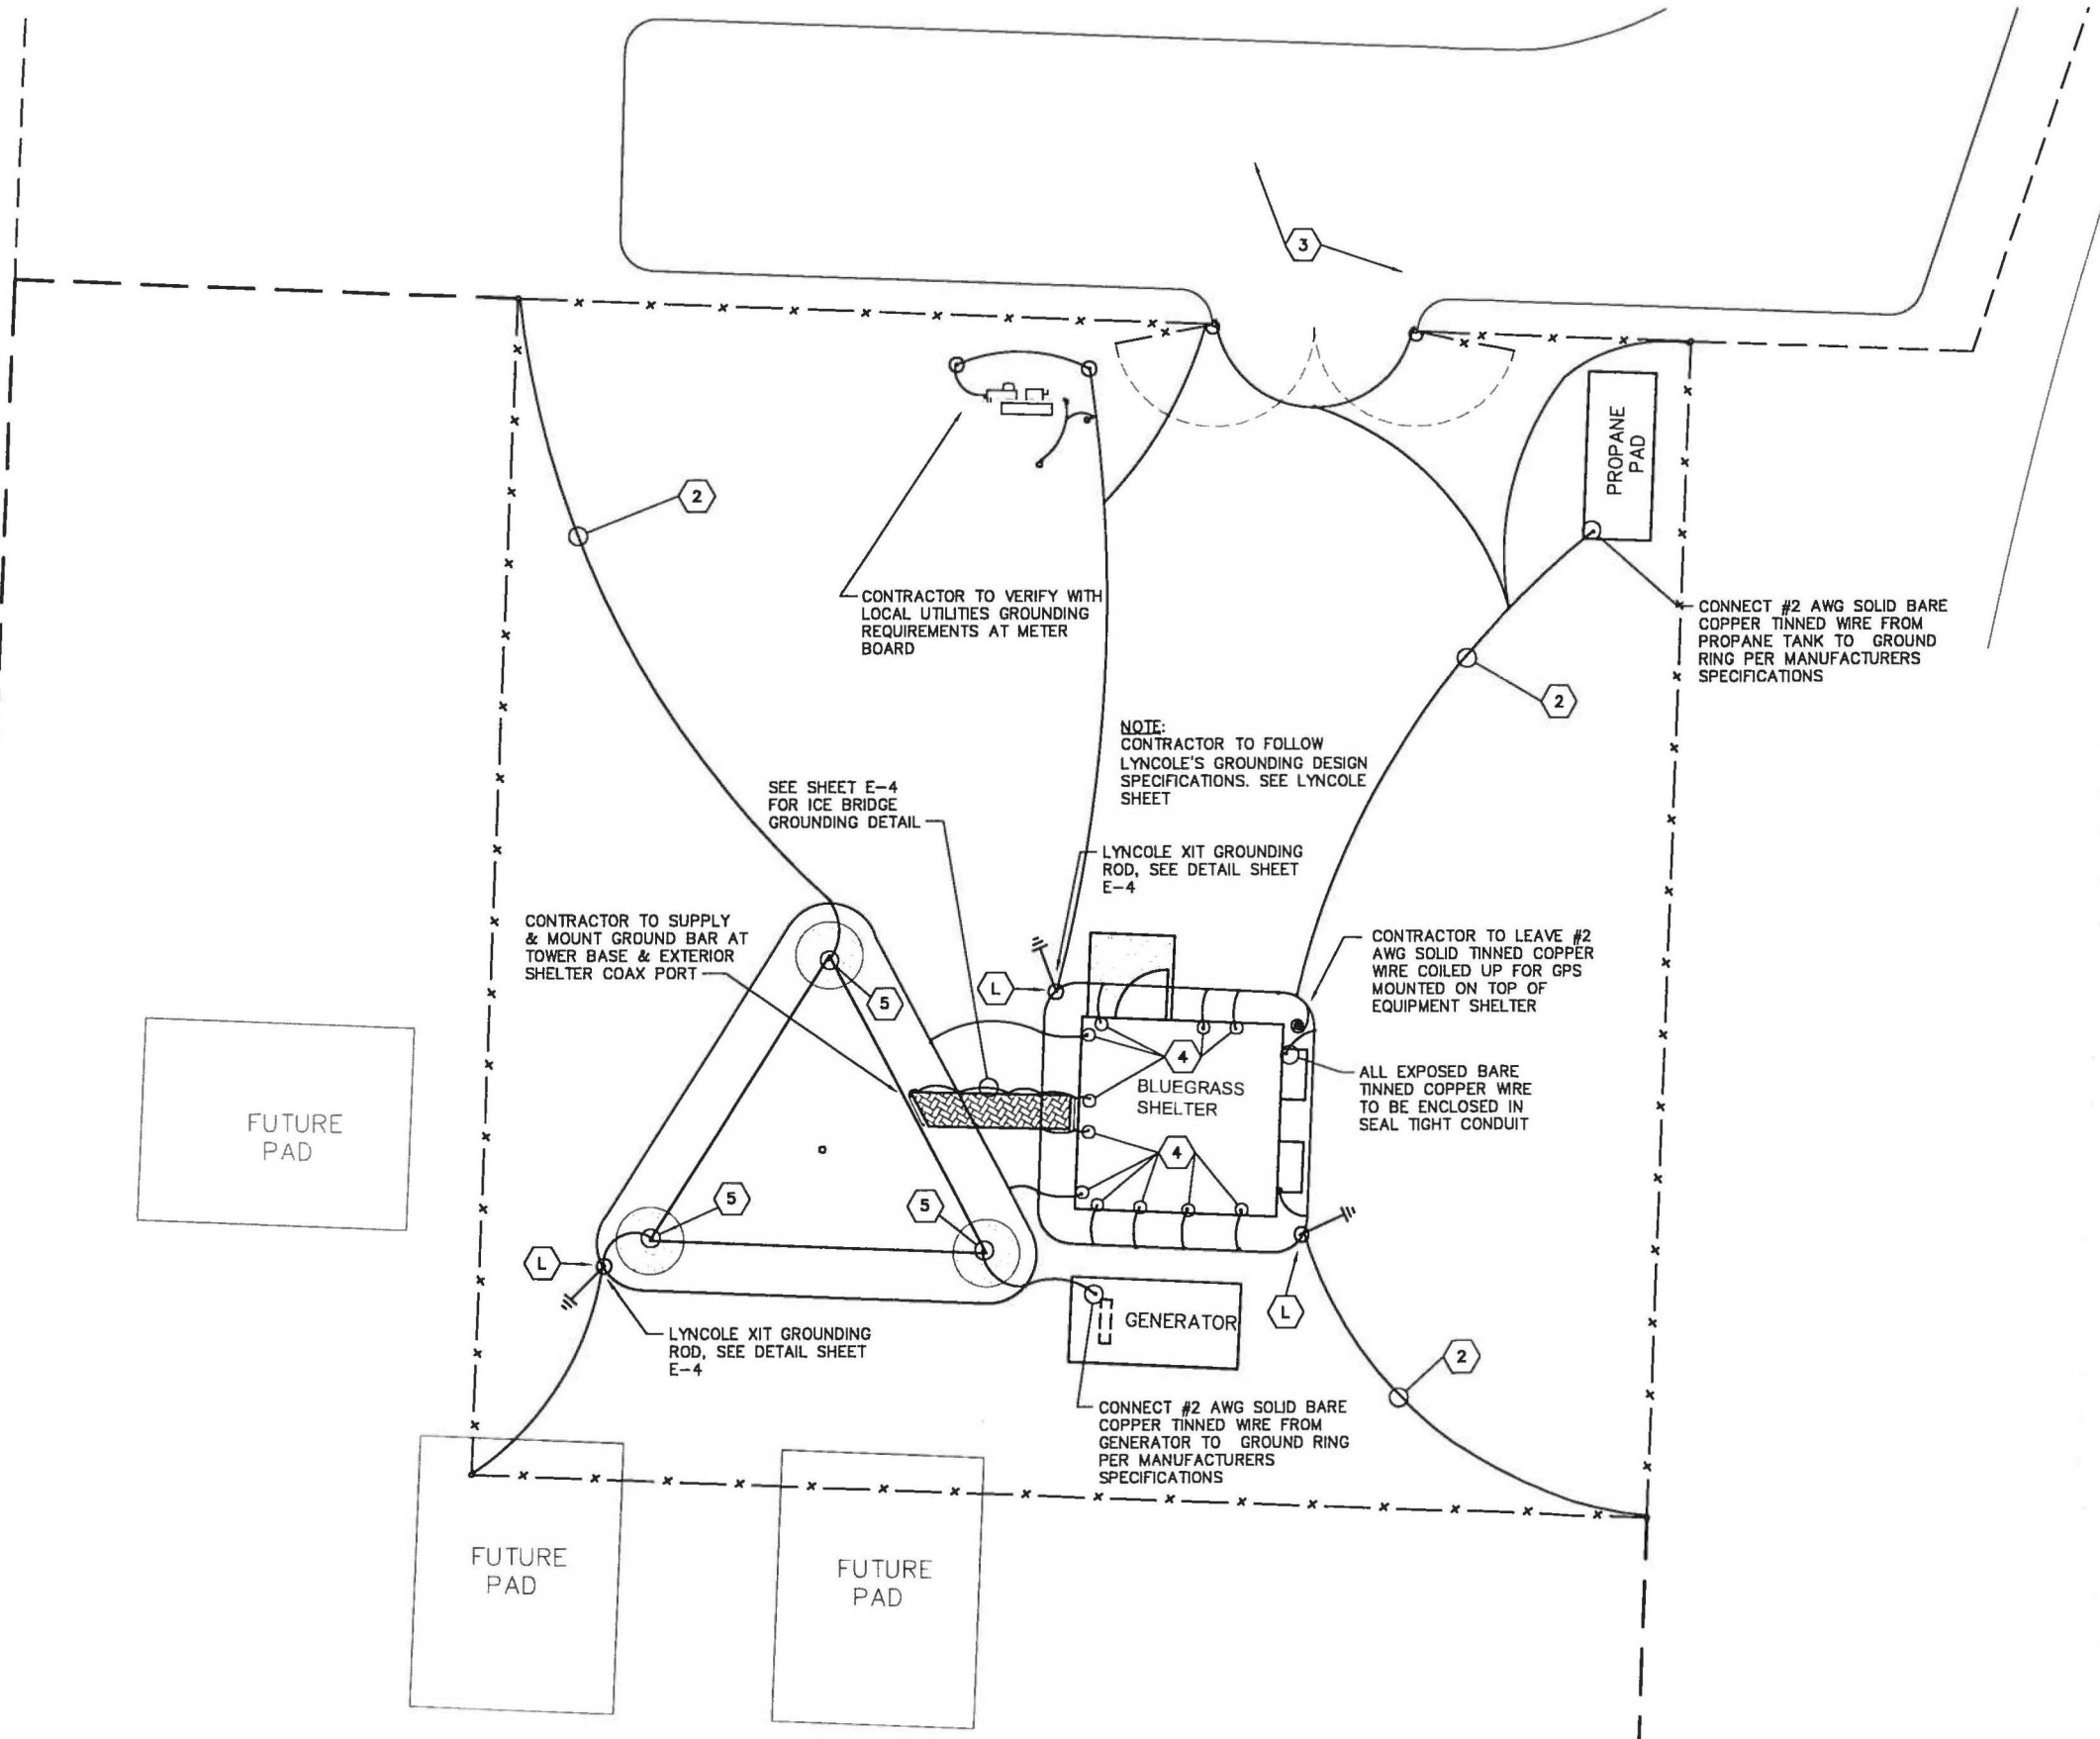 3
2
PROPANE
PAD
CONTRACTOR TO VERIFY WITH
LOCAL UTILITIES GROUNDING
REQUIREMENTS AT METER
BOARD
CONNECT #2 AWG SOLID BARE
COPPER TINNED WIRE FROM
PROPANE TANK TO GROUND
RING PER MANUFACTURERS
SPECIFICATIONS
2
NOTE:
CONTRACTOR TO FOLLOW
LYNCOLE'S GROUNDING DESIGN
SPECIFICATIONS. SEE LYNCOLE
SHEET
SEE SHEET E-4
FOR ICE BRIDGE
GROUNDING DETAIL
LYNCOLE XIT GROUNDING
ROD, SEE DETAIL SHEET
E-4
CONTRACTOR TO SUPPLY
& MOUNT GROUND BAR AT
TOWER BASE & EXTERIOR
SHELTER COAX PORT
CONTRACTOR TO LEAVE #2
AWG SOLID TINNED COPPER
WIRE COILED UP FOR GPS
MOUNTED ON TOP OF
EQUIPMENT SHELTER
L
5
4
BLUEGRASS
SHELTER
ALL EXPOSED BARE
TINNED COPPER WIRE
TO BE ENCLOSED IN
SEAL TIGHT CONDUIT
FUTURE
PAD
4
5
5
L
L
GENERATOR
LYNCOLE XIT GROUNDING
ROD, SEE DETAIL SHEET
E-4
2
CONNECT #2 AWG SOLID BARE
COPPER TINNED WIRE FROM
GENERATOR TO GROUND RING
PER MANUFACTURERS
SPECIFICATIONS
FUTURE
PAD
FUTURE
PAD